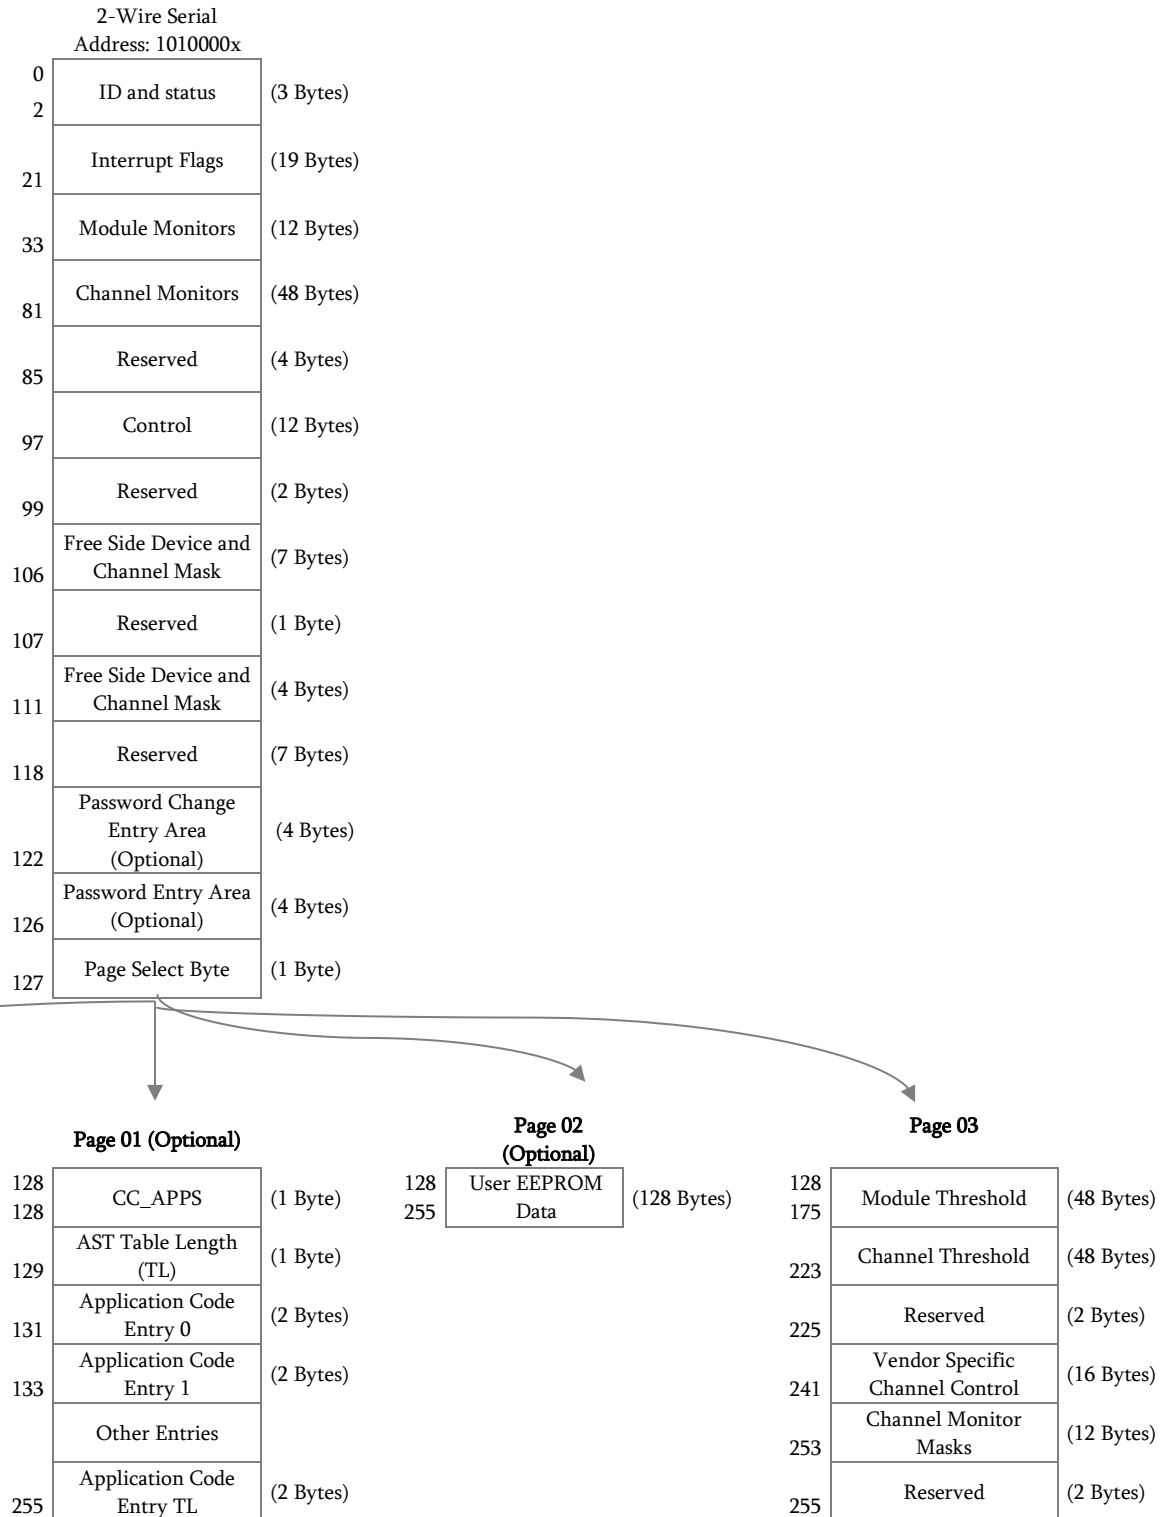 2-Wire Serial
Address: 1010000x
0
2
ID and status
(3 Bytes)
21
Interrupt Flags
(19 Bytes)
33
Module Monitors
(12 Bytes)
81
Channel Monitors
(48 Bytes)
85
Reserved
(4 Bytes)
97
Control
(12 Bytes)
99
Reserved
(2 Bytes)
106
Free Side Device and
Channel Mask
(7 Bytes)
107
Reserved
(1 Byte)
111
Free Side Device and
Channel Mask
(4 Bytes)
118
Reserved
(7 Bytes)
122
Password Change
Entry Area
(Optional)
(4 Bytes)
126
Password Entry Area
(Optional)
(4 Bytes)
127
Page Select Byte
(1 Byte)
Page 01 (Optional)
128
128
CC_APPS
(1 Byte)
129
AST Table Length
(TL)
(1 Byte)
131
Application Code
Entry 0
(2 Bytes)
133
Application Code
Entry 1
(2 Bytes)
Other Entries
255
Application Code
Entry TL
(2 Bytes)
Page 02
(Optional)
128
255
User EEPROM
Data
(128 Bytes)
Page 03
128
175
Module Threshold
(48 Bytes)
223
Channel Threshold
(48 Bytes)
225
Reserved
(2 Bytes)
241
Vendor Specific
Channel Control
(16 Bytes)
253
Channel Monitor
Masks
(12 Bytes)
255
Reserved
(2 Bytes)